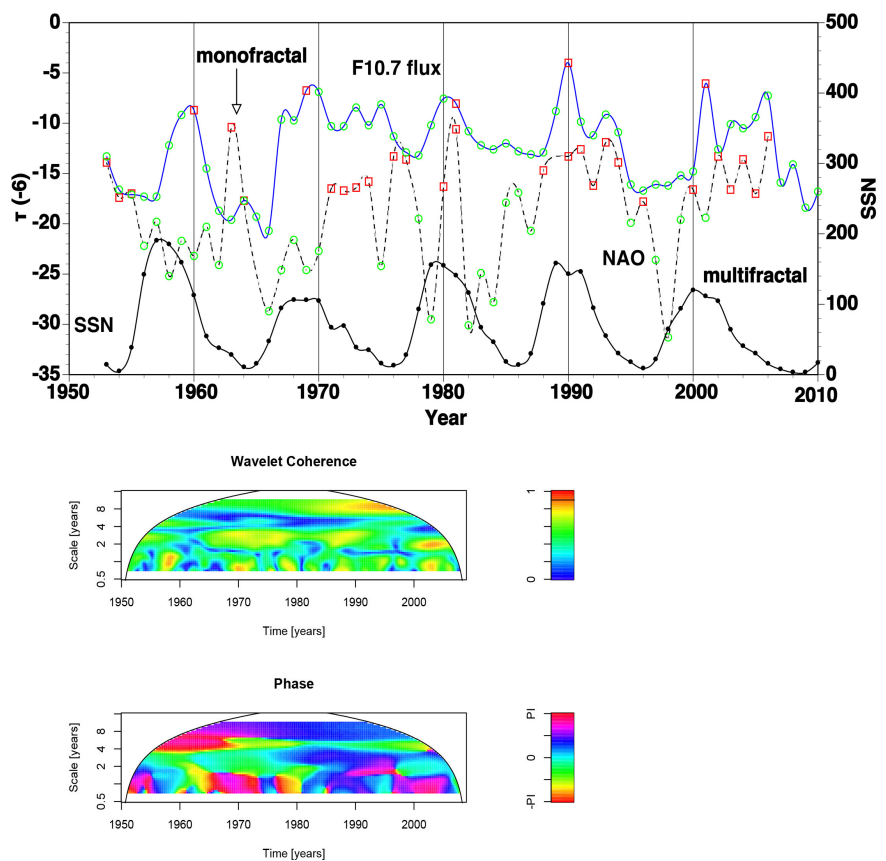 0
500
monofractal
F10.7 flux
-5
400
-10
-15
300
τ (-6)
SSN
-20
200
NAO
-25
multifractal
SSN
100
-30
-35
0
1950
1960
1970
1980
1990
2000
2010
Year
Wavelet Coherence
Scale [years]
8
4
2
0.5
1
0
1950
1960
1970
1980
1990
2000
Time [years]
Phase
Scale [years]
8
4
2
0.5
PI
0
-PI
1950
1960
1970
1980
1990
2000
Time [years]